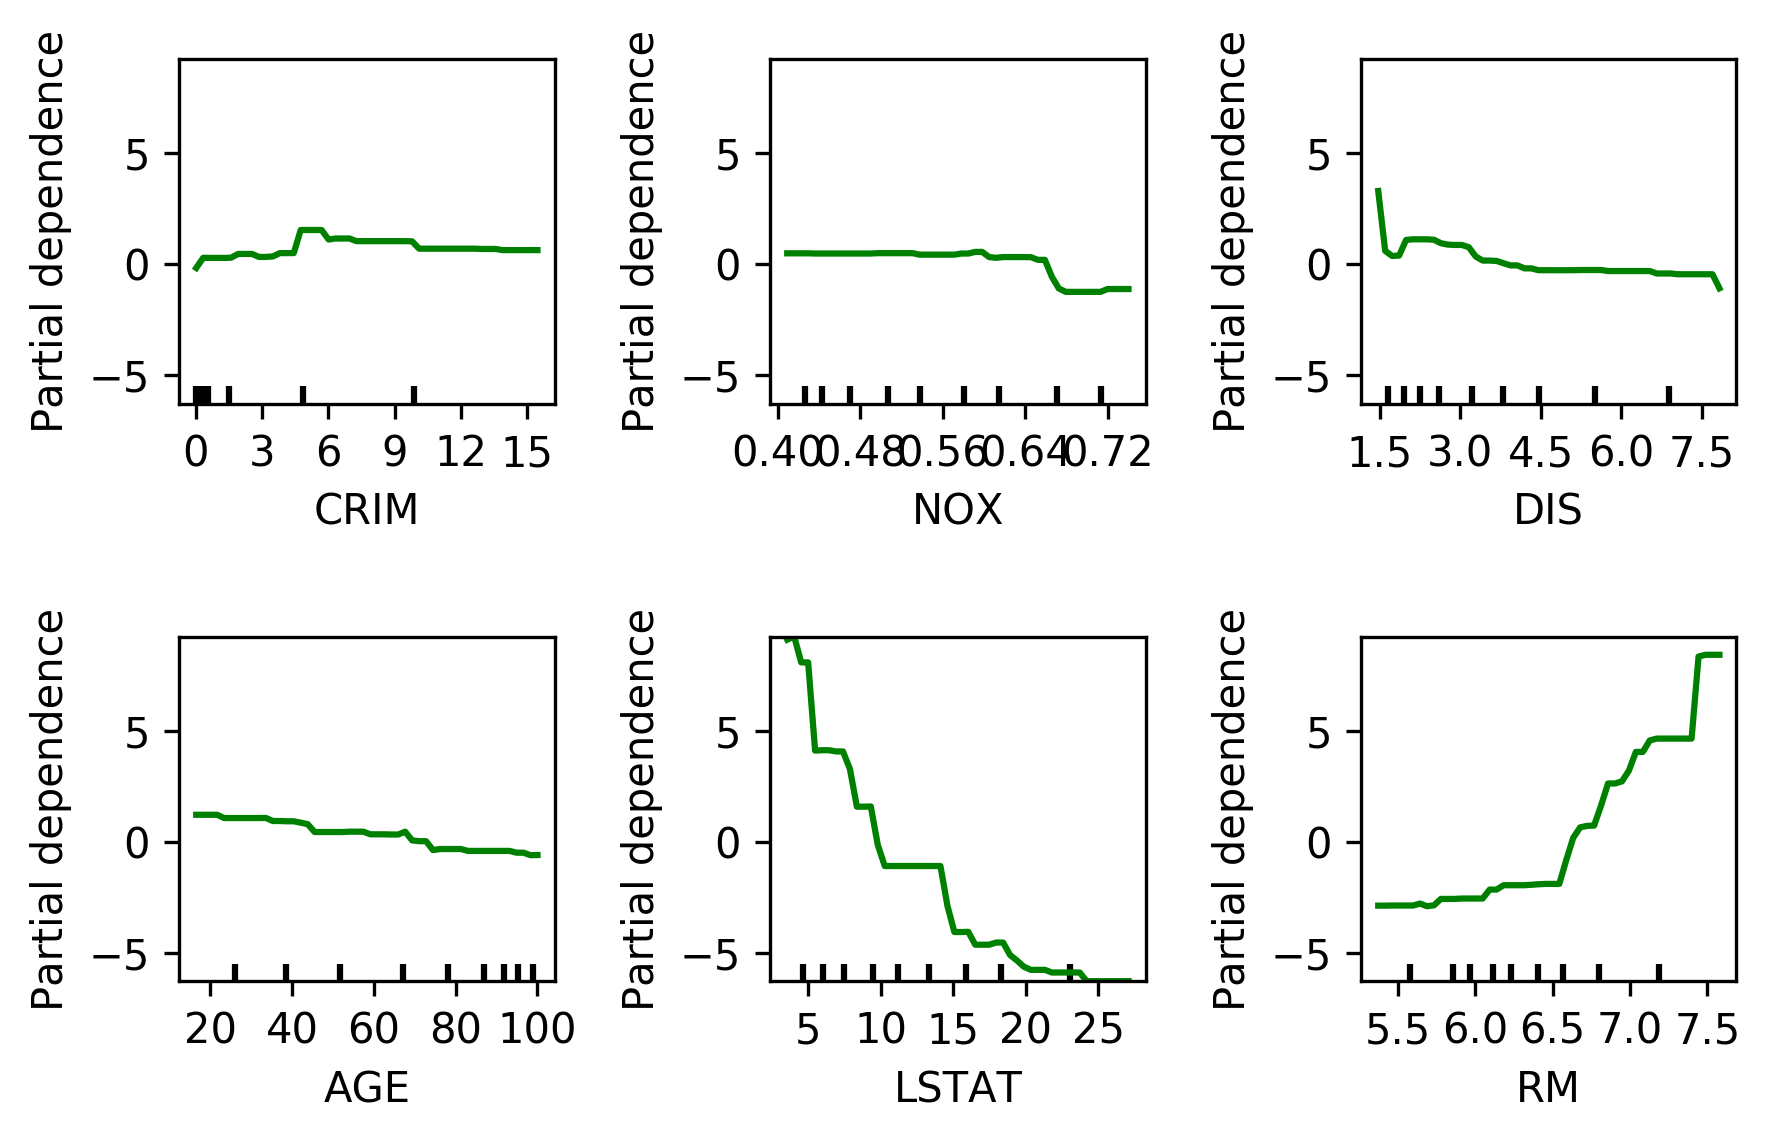 Partial dependence
5
0
−5
0 3 6 9 12 15
CRIM
Partial dependence
5
0
−5
0.40 0.48 0.56 0.64 0.72
NOX
Partial dependence
5
0
−5
1.5 3.0 4.5 6.0 7.5
DIS
Partial dependence
5
0
−5
20 40 60 80 100
AGE
Partial dependence
5
0
−5
5 10 15 20 25
LSTAT
Partial dependence
5
0
−5
5.5 6.0 6.5 7.0 7.5
RM